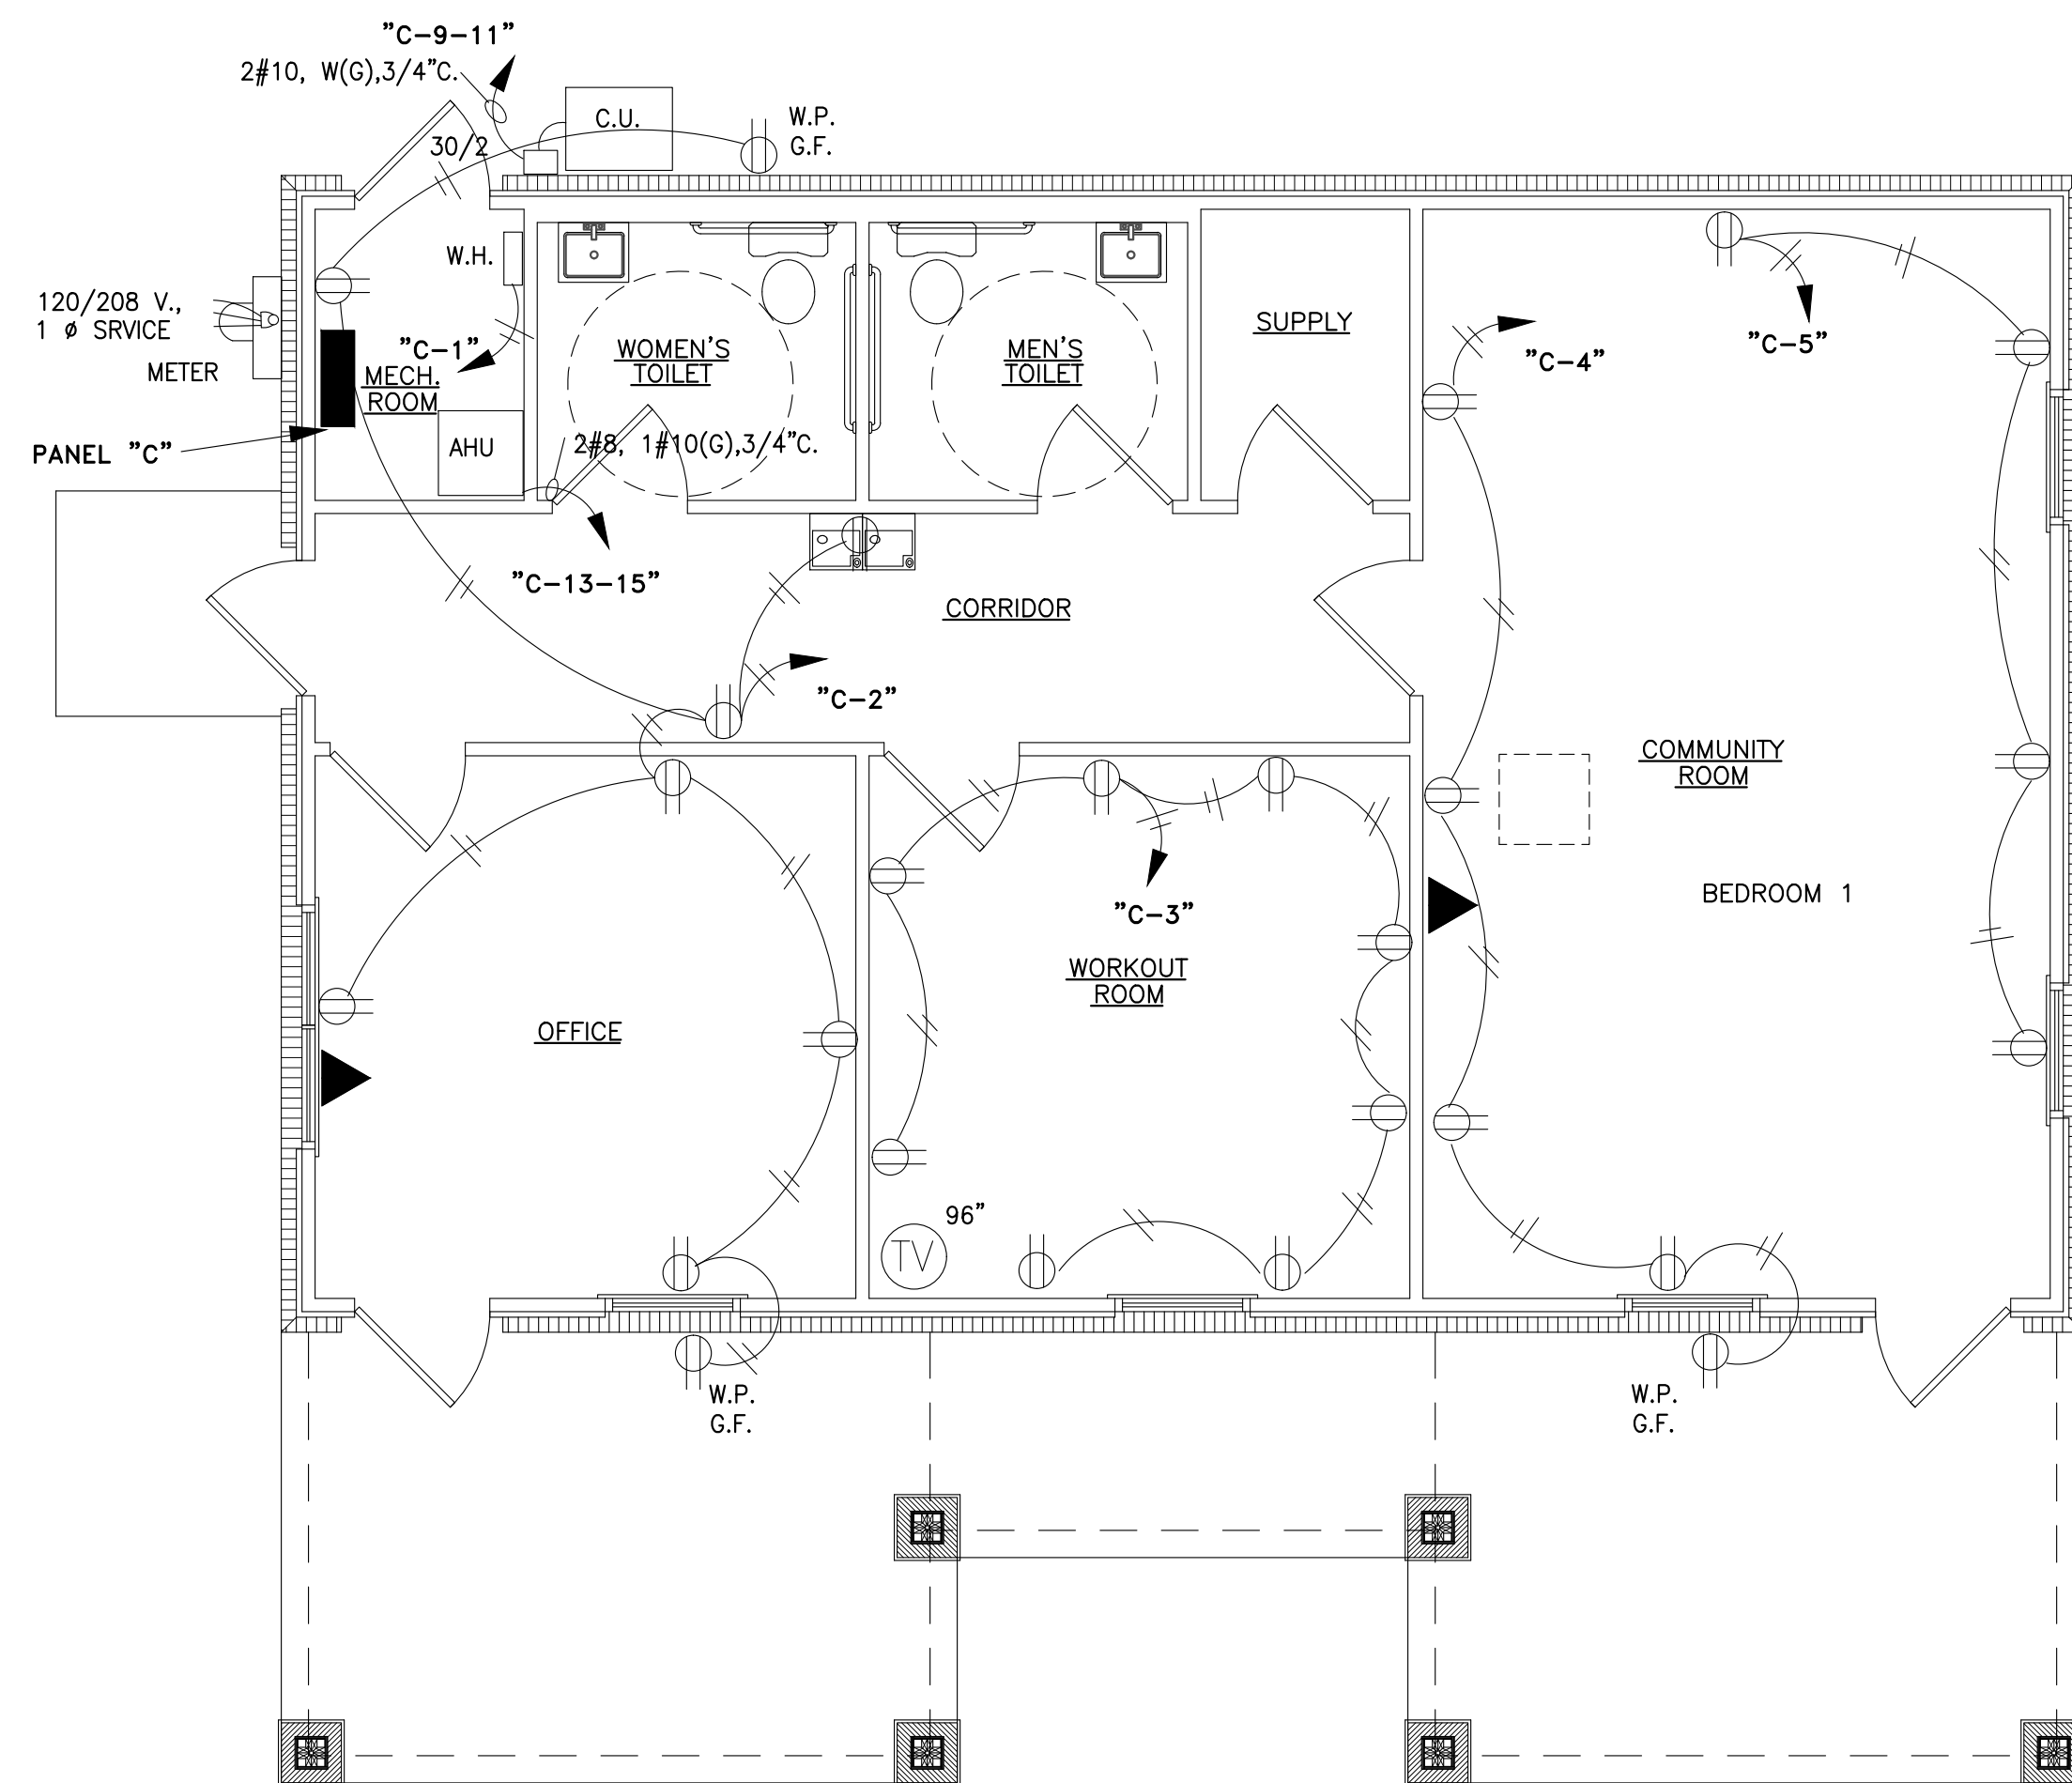 "C-9-11"
2#10, W(G),3/4"C.
C.U.
W.P.
G.F.
30/2
W.H.
120/208 V.,
1 ø SRVICE
METER
"C-1"
MECH.
ROOM
WOMEN'S
TOILET
MEN'S
TOILET
SUPPLY
"C-4"
"C-5"
PANEL "C"
AHU
2#8, 1#10(G),3/4"C.
"C-13-15"
CORRIDOR
"C-2"
COMMUNITY
ROOM
BEDROOM 1
"C-3"
WORKOUT
ROOM
OFFICE
96"
TV
W.P.
G.F.
W.P.
G.F.